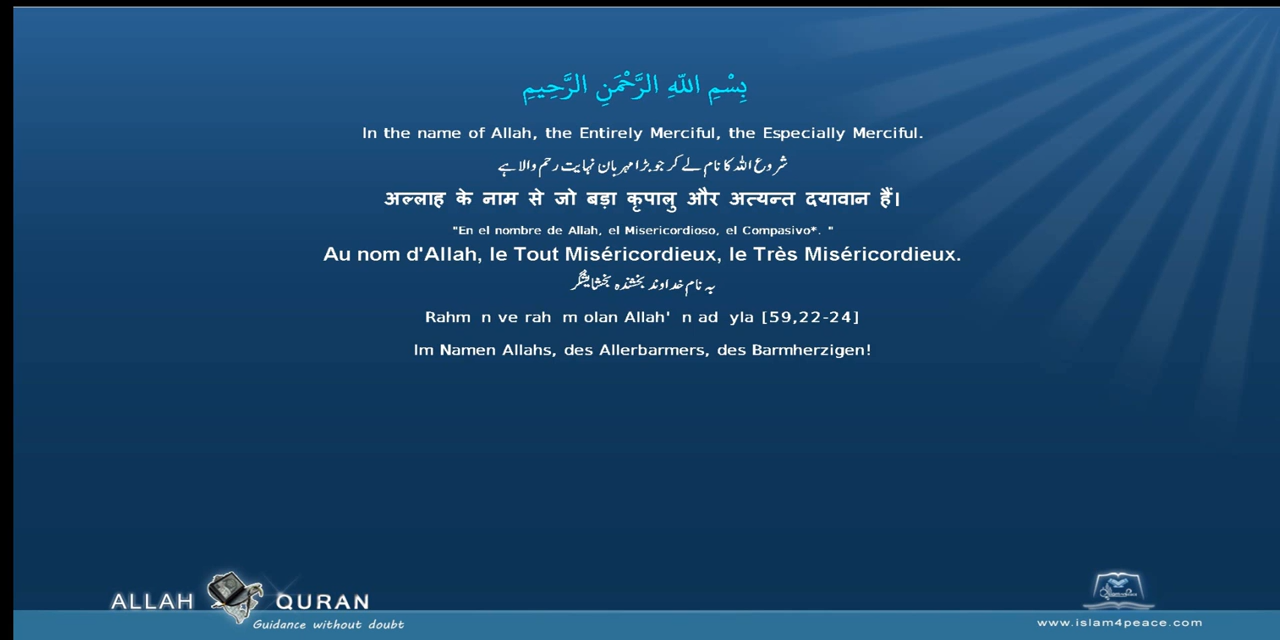 بِسْمِ اللّٰهِ الرَّحْمَنِ الرَّحِيمِ
In the name of Allah, the Entirely Merciful, the Especially Merciful.
شروع الله کا نام لے کر جو بڑا مہربان نہایت رحم والا ہے
अल्लाह के नाम से जो बड़ा कृपालु और अत्यन्त दयावान हैं।
"En el nombre de Allah, el Misericordioso, el Compasivo*. "
Au nom d'Allah, le Tout Miséricordieux, le Très Miséricordieux.
به نام خداوند بخشنده بخشایشگر
Rahm n ve rah m olan Allah' n ad yla [59,22-24]
Im Namen Allahs, des Allerbarmers, des Barmherzigen!
ALLAH QURAN
Guidance without doubt
www.islam4peace.com